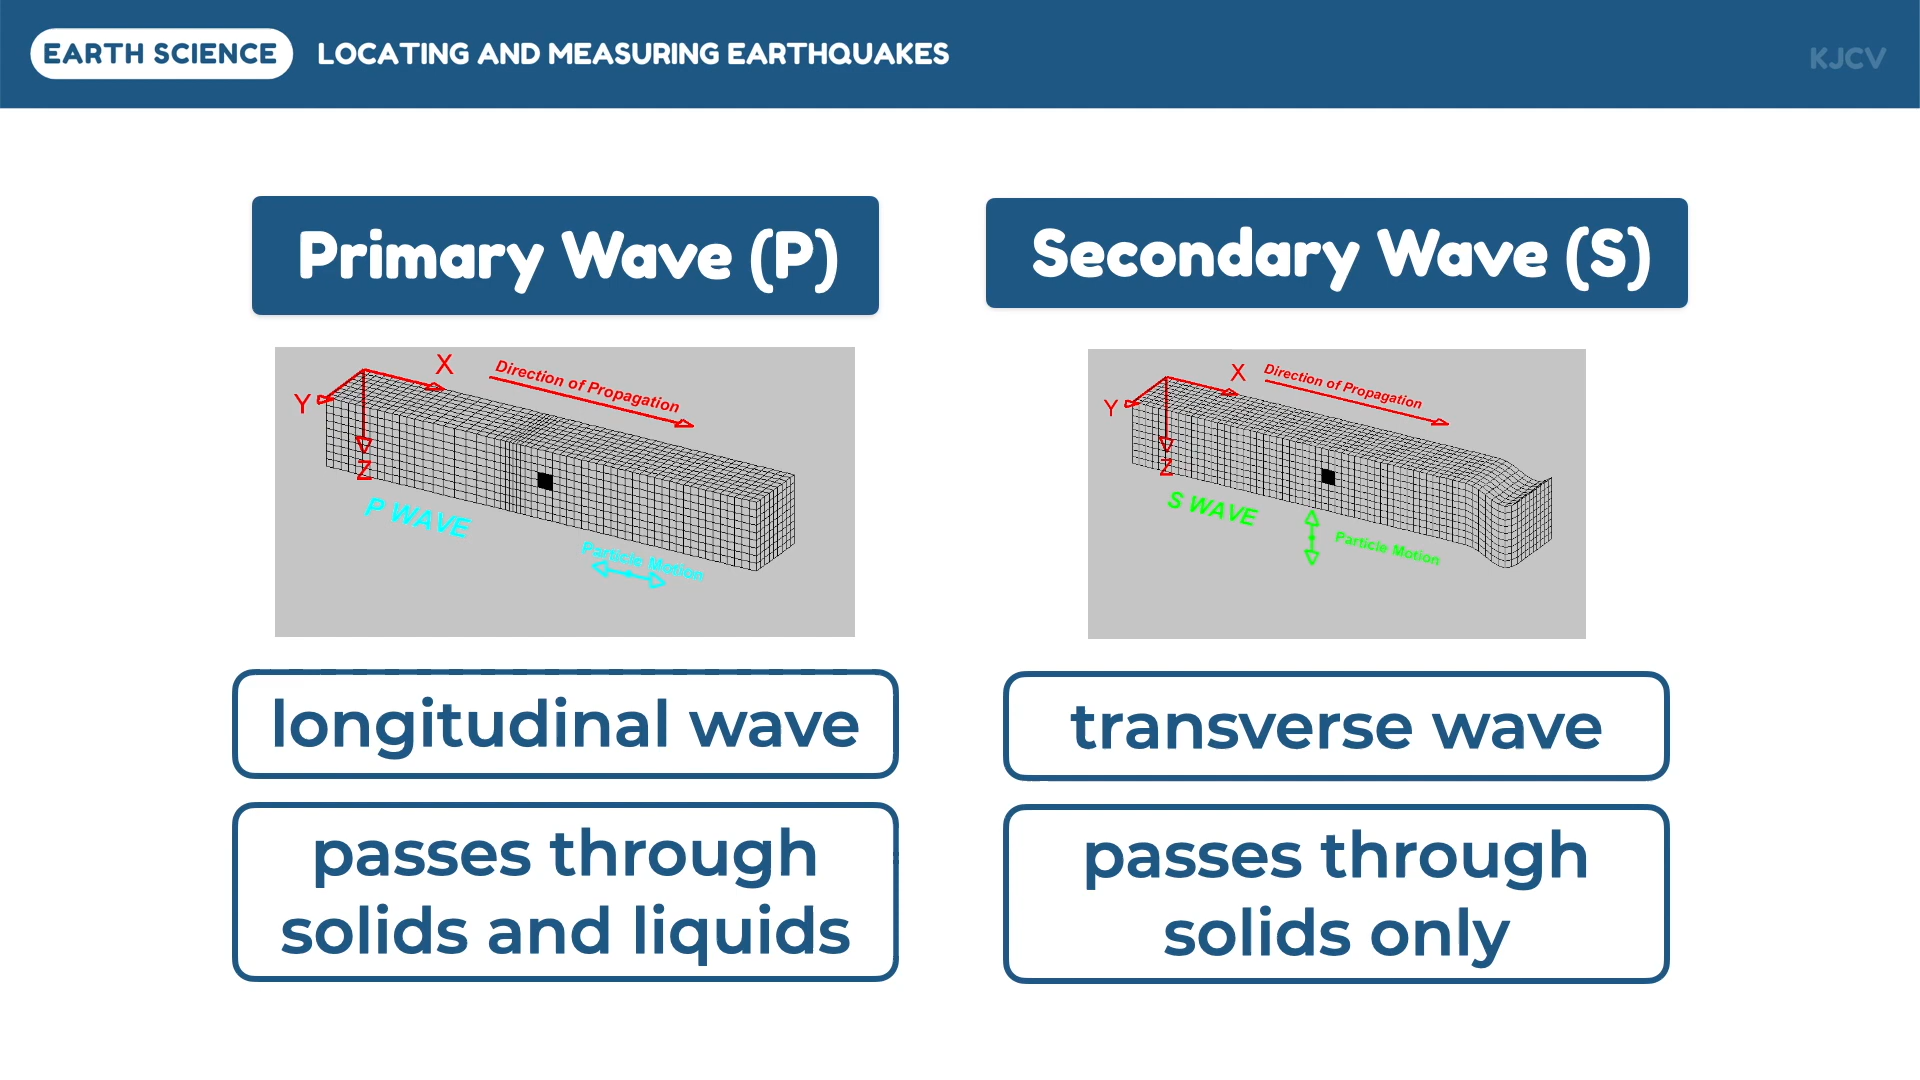 EARTH SCIENCE
LOCATING AND MEASURING EARTHQUAKES
KJCV
Primary Wave (P)
Secondary Wave (S)
X
Direction of Propagation
Y
Z
P WAVE
Particle Motion
X
Direction of Propagation
Y
Z
S WAVE
Particle Motion
longitudinal wave
transverse wave
passes through
solids and liquids
passes through
solids only